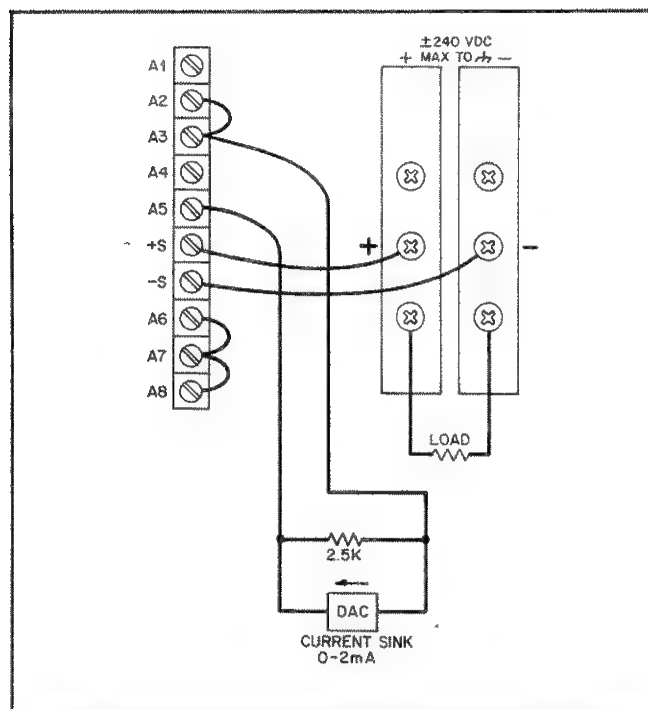 ±240 VDC
+ MAX TO -
A1
A2
A3
A4
A5
+S
-S
A6
A7
A8
+
-
LOAD
2.5K
DAC
CURRENT SINK
0-2mA